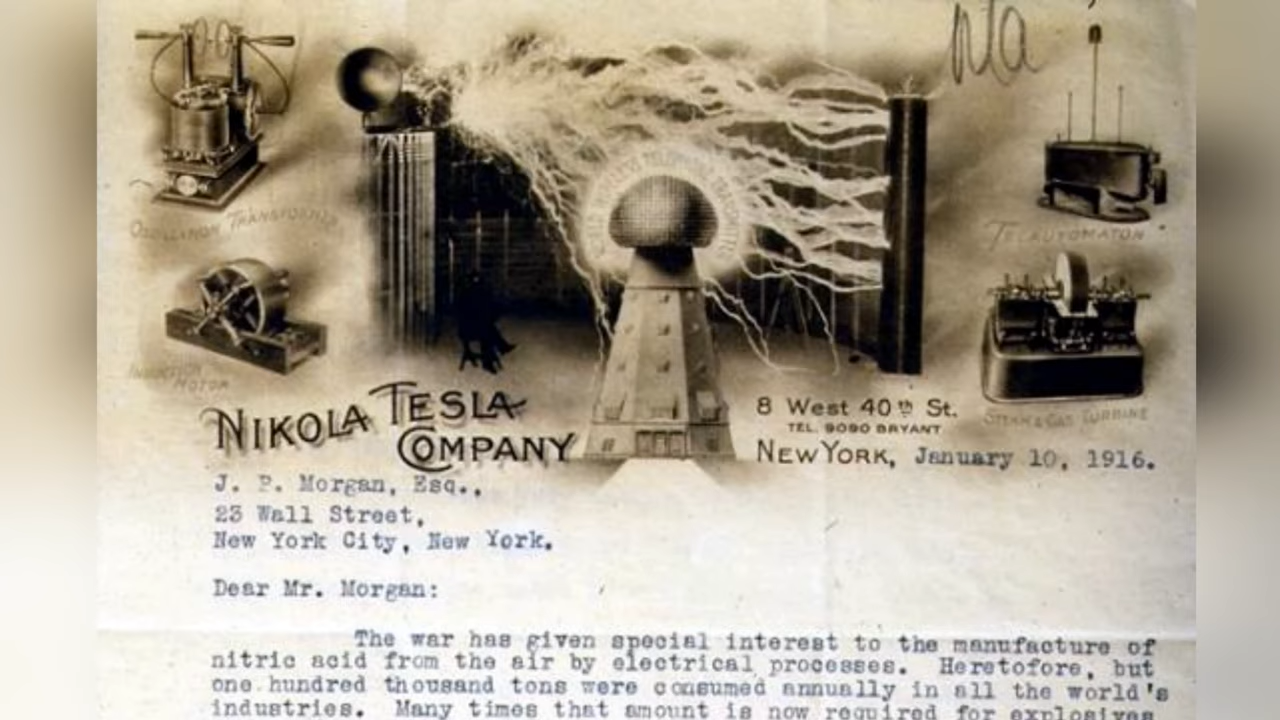 nta
OSCILLATION TRANSFORMER
TELAUTOMATON
INDUCTION
MOTOR
STEAM & GAS TURBINE
NIKOLA TESLA
COMPANY
8 West 40th St.
TEL. 9090 BRYANT
NEW YORK, January 10, 1916.
J. P. Morgan, Esq.,
23 Wall Street,
New York City, New York.
Dear Mr. Morgan:
The war has given special interest to the manufacture of
nitric acid from the air by electrical processes. Heretofore, but
one hundred thousand tons were consumed annually in all the world's
industries. Many times that amount is now required for explosives